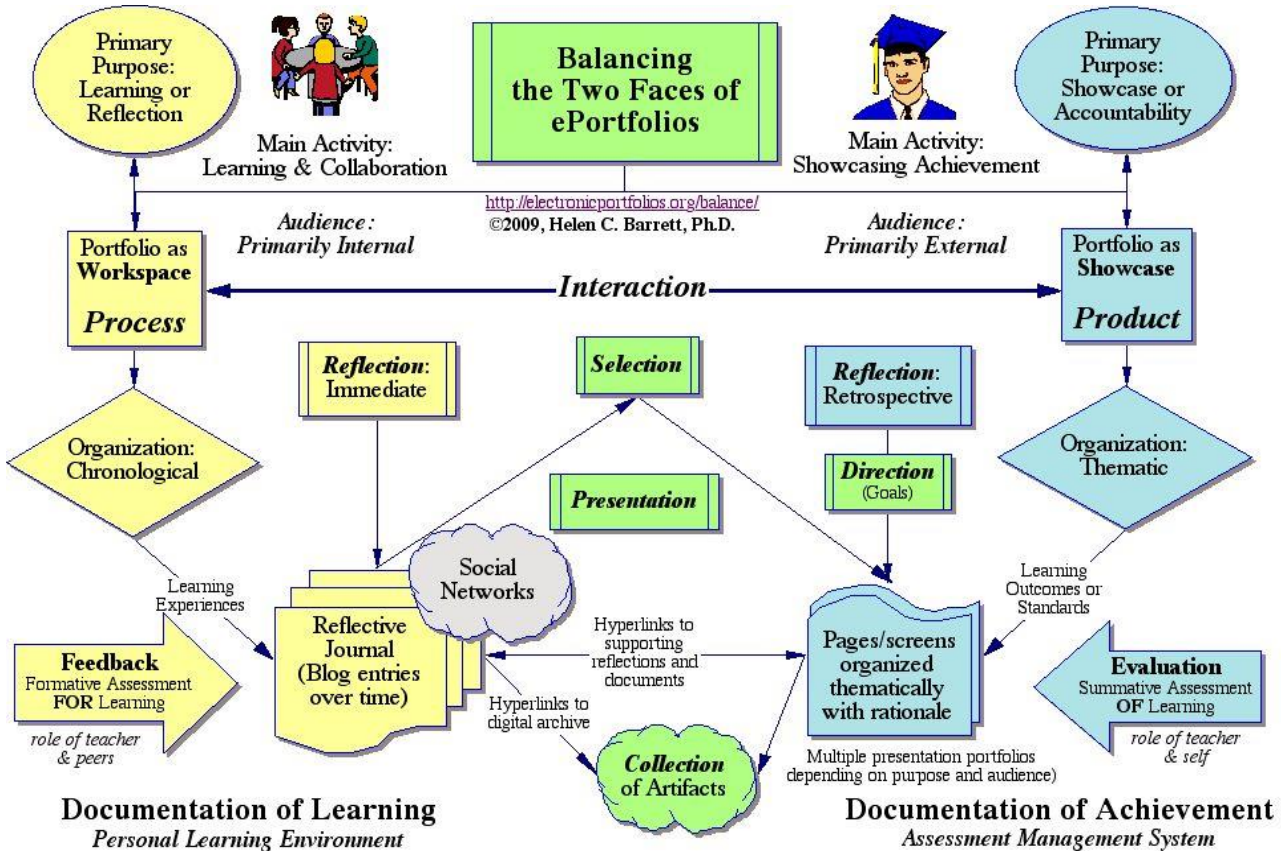 Primary
Purpose:
Learning or
Reflection
Main Activity:
Learning & Collaboration
Balancing
the Two Faces of
ePortfolios
Main Activity:
Showcasing Achievement
Primary
Purpose:
Showcase or
Accountability
http://electronicportfolios.org/balance/
©2009, Helen C. Barrett, Ph.D.
Audience:
Primarily Internal
Audience:
Primarily External
Portfolio as
Workspace
Process
Interaction
Portfolio as
Showcase
Product
Reflection:
Immediate
Selection
Reflection:
Retrospective
Organization:
Chronological
Presentation
Direction
(Goals)
Organization:
Thematic
Learning
Experiences
Social
Networks
Learning
Outcomes or
Standards
Feedback
Formative Assessment
FOR Learning
role of teacher
& peers
Reflective
Journal
(Blog entries
over time)
Hyperlinks to
supporting
reflections and
documents
Hyperlinks to
digital archive
Pages/screens
organized
thematically
with rationale
Evaluation
Summative Assessment
OF Learning
role of teacher
& self
Collection
of Artifacts
Multiple presentation portfolios
depending on purpose and audience)
Documentation of Learning
Personal Learning Environment
Documentation of Achievement
Assessment Management System